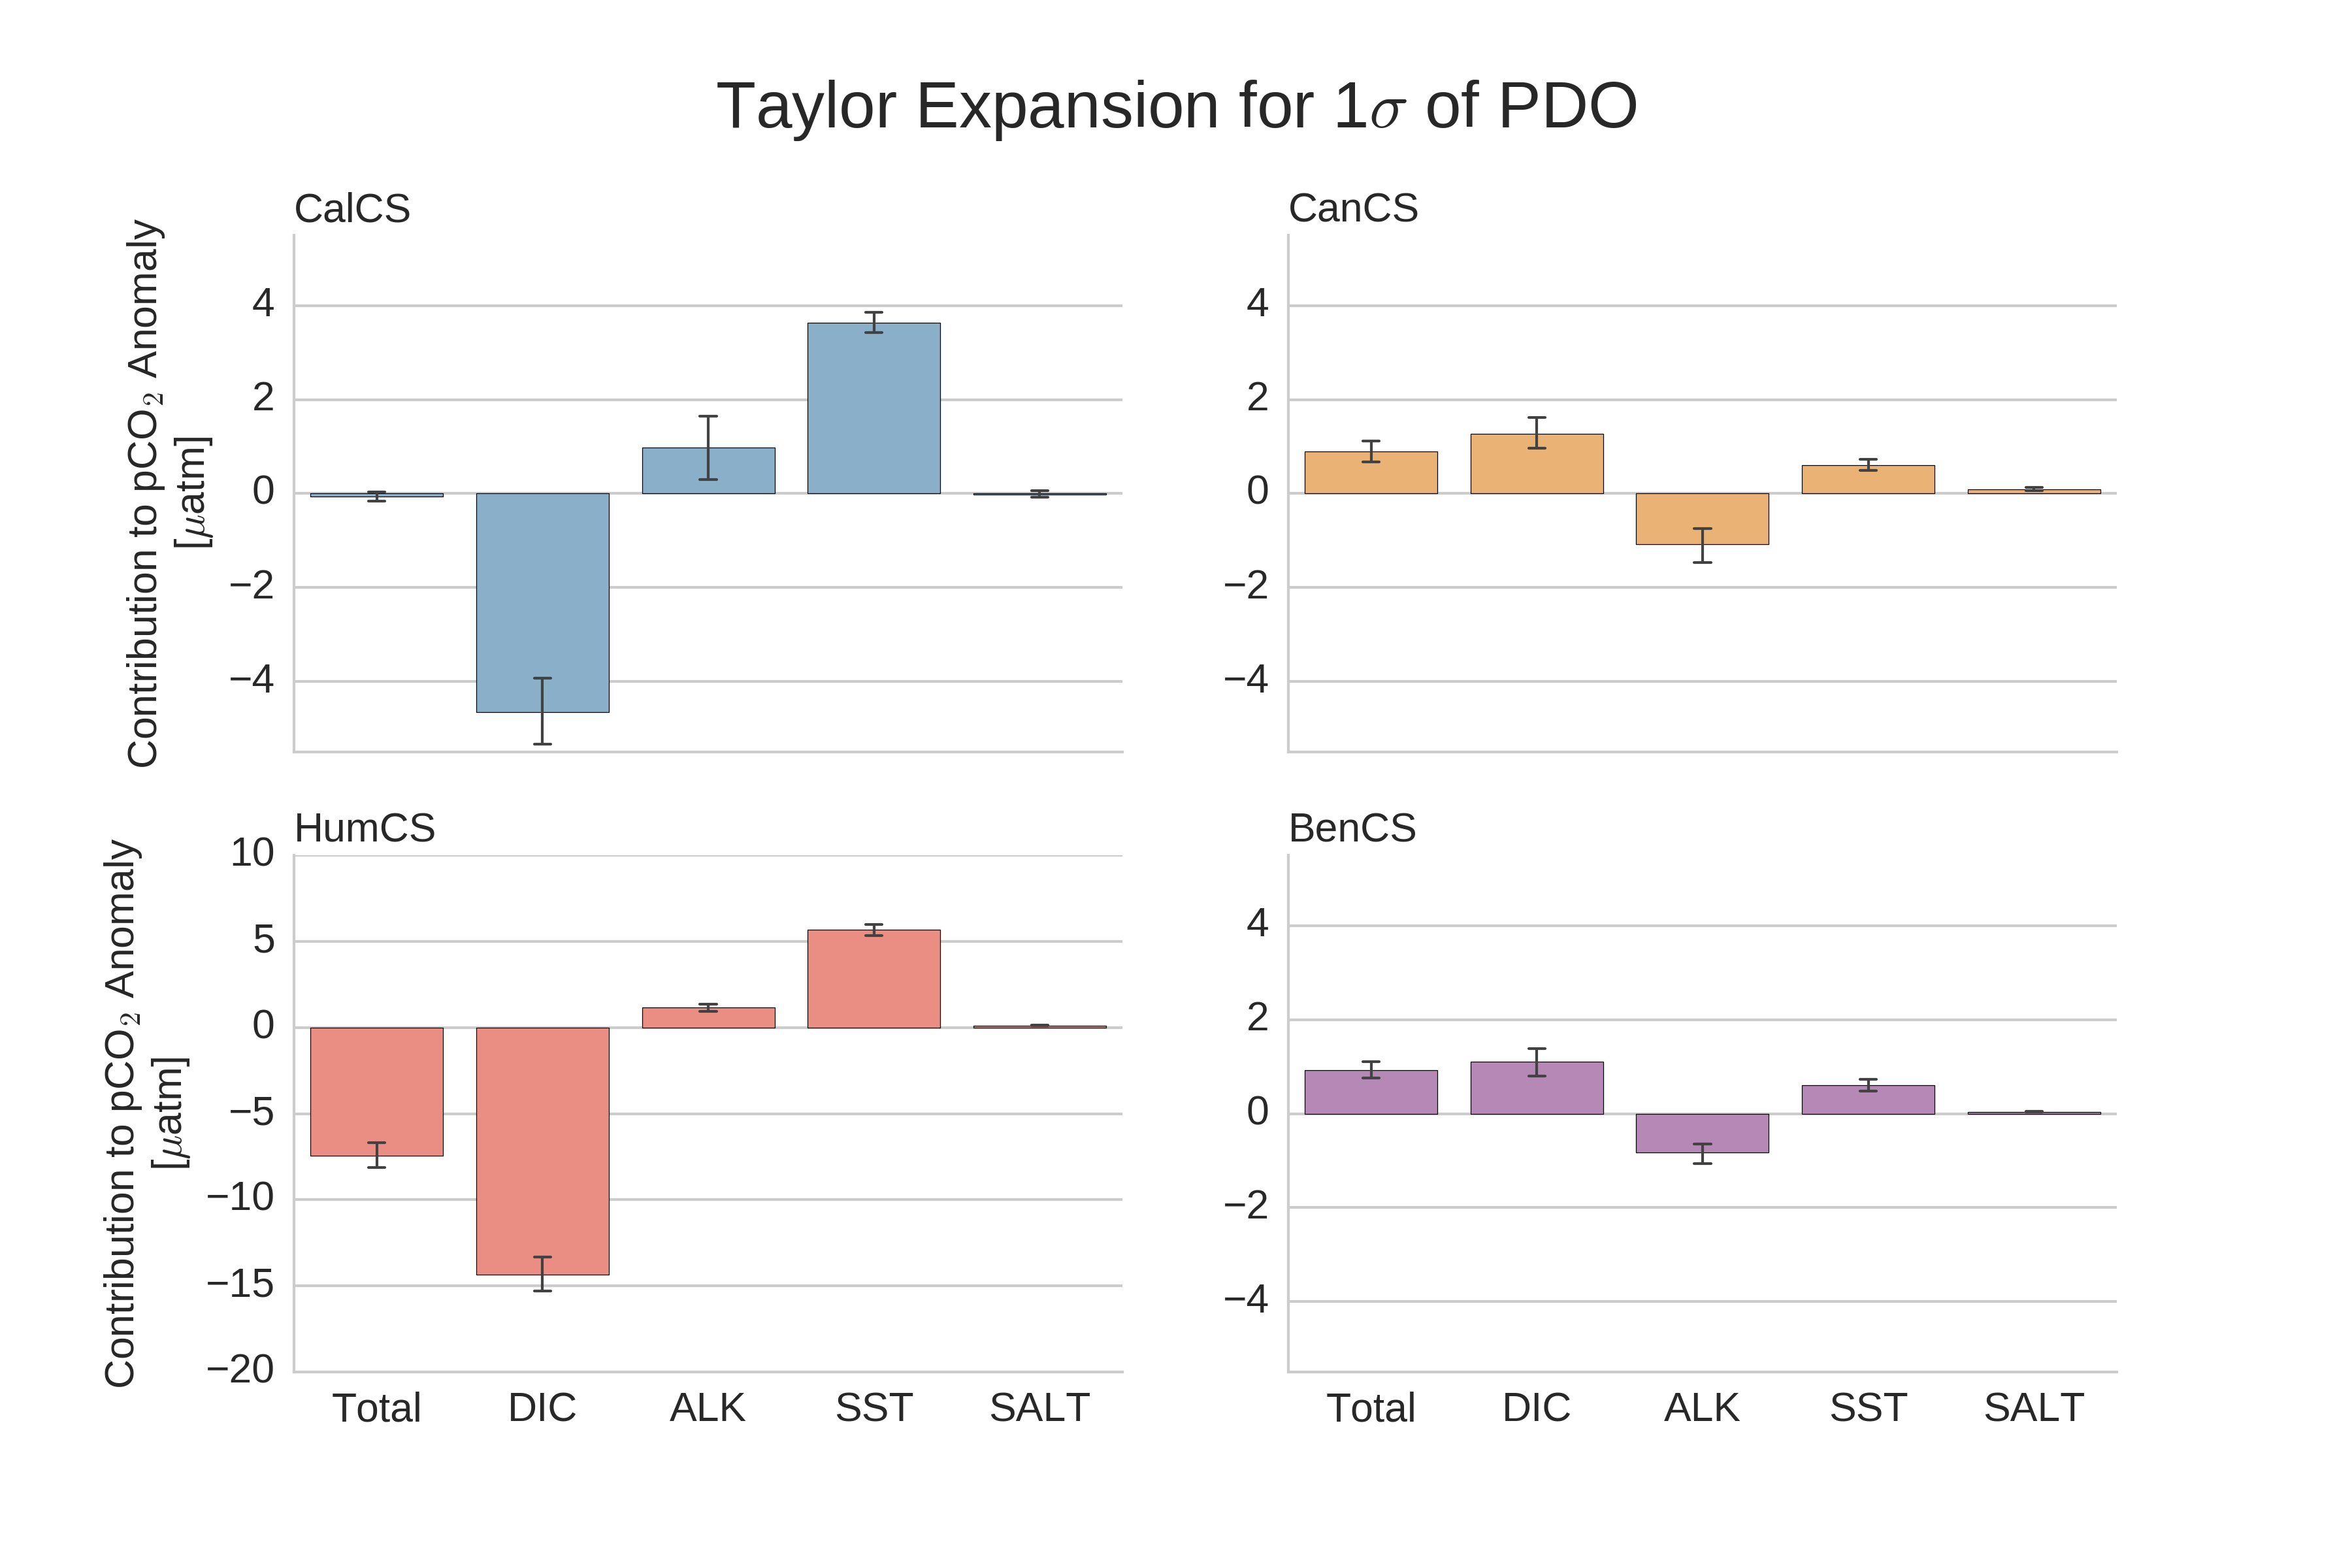 Taylor Expansion for 1σ of PDO
CalCS
Contribution to pCO₂ Anomaly
[μatm]
4
2
0
−2
−4
CanCS
4
2
0
−2
−4
HumCS
Contribution to pCO₂ Anomaly
[μatm]
10
5
0
−5
−10
−15
−20
Total DIC ALK SST SALT
BenCS
4
2
0
−2
−4
Total DIC ALK SST SALT